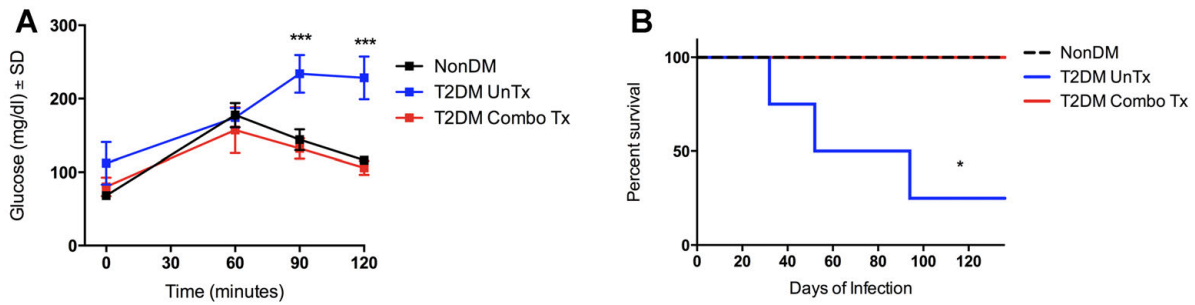 A
Glucose (mg/dl) ± SD
300
200
100
0
0 30 60 90 120
Time (minutes)
***
***
NonDM
T2DM UnTx
T2DM Combo Tx
B
Percent survival
100
50
0
0 20 40 60 80 100 120
Days of Infection
*
NonDM
T2DM UnTx
T2DM Combo Tx